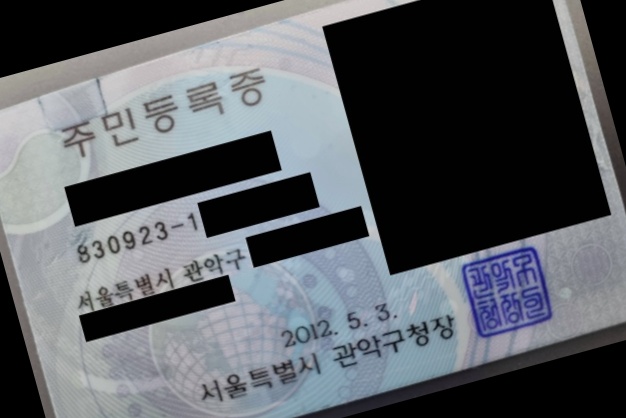 주민등록증
830923-1
서울특별시 관악구
2012. 5. 3.
서울특별시 관악구청장